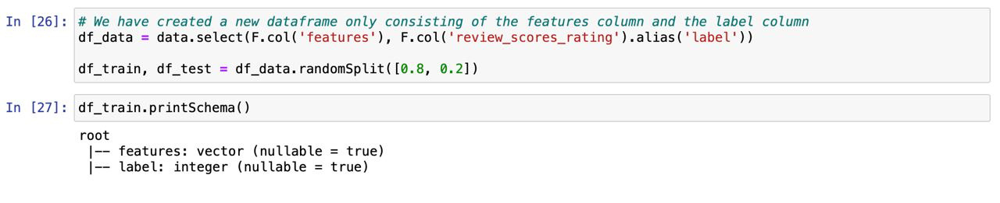 In [26]: # We have created a new dataframe only consisting of the features column and the label column
df_data = data.select(F.col('features'), F.col('review_scores_rating').alias('label'))
df_train, df_test = df_data.randomSplit([0.8, 0.2])
In [27]: df_train.printSchema()
root
|-- features: vector (nullable = true)
|-- label: integer (nullable = true)